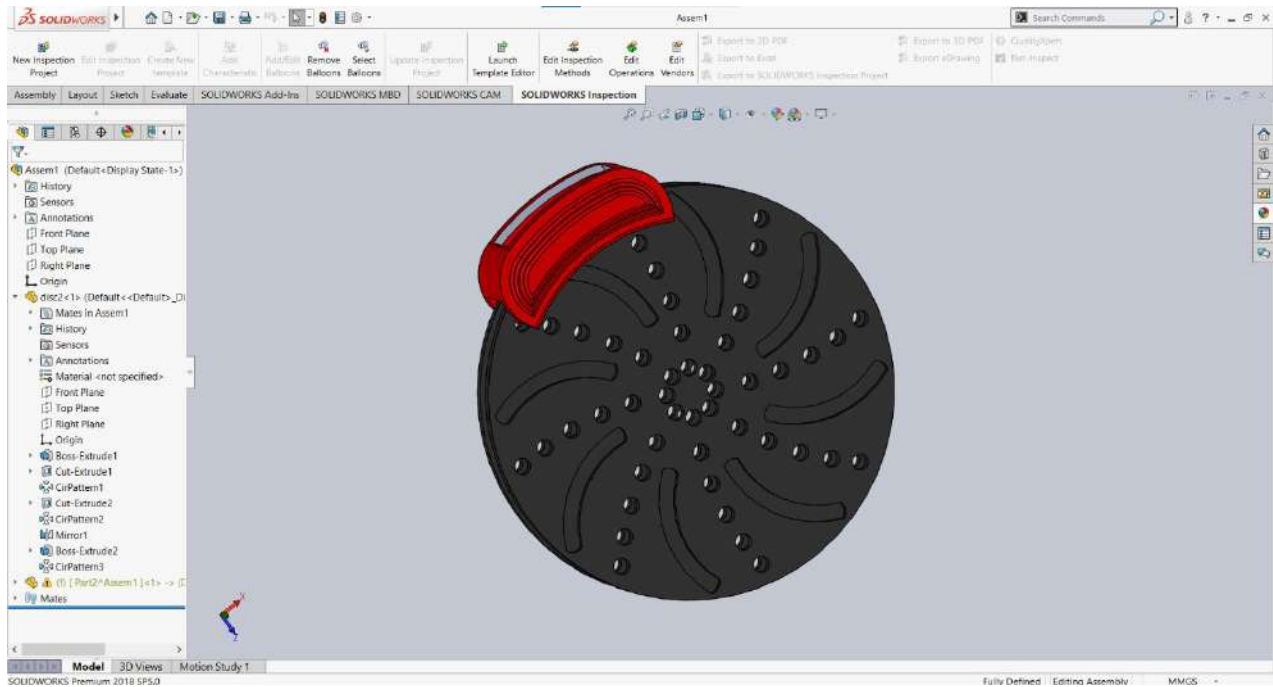 SOLIDWORKS
Assem1
Search Commands
New Inspection Project
Edit Inspection Project
Create New template
Add Characteristic
Add/Edit Balloons
Remove Balloons
Select Balloons
Update Inspection Project
Launch Template Editor
Edit Inspection Methods
Edit Operations
Edit Vendors
Export to 2D PDF
Export to Excel
Export to SOLIDWORKS Inspection Project
Export to 3D PDF
Export eDrawing
QualityXpert
Net-Inspect
Assembly Layout Sketch Evaluate SOLIDWORKS Add-Ins SOLIDWORKS MBD SOLIDWORKS CAM SOLIDWORKS Inspection
Assem1 (Default<Display State-1>)
History
Sensors
Annotations
Front Plane
Top Plane
Right Plane
Origin
disc2<1> (Default<<Default>_Di
Mates in Assem1
History
Sensors
Annotations
Material <not specified>
Front Plane
Top Plane
Right Plane
Origin
Boss-Extrude1
Cut-Extrude1
CirPattern1
Cut-Extrude2
CirPattern2
Mirror1
Boss-Extrude2
CirPattern3
(f) [ Part2^Assem1 ]<1> -> (D
Mates
X
Z
Model 3D Views Motion Study 1
SOLIDWORKS Premium 2018 SP5.0
Fully Defined Editing Assembly MMGS